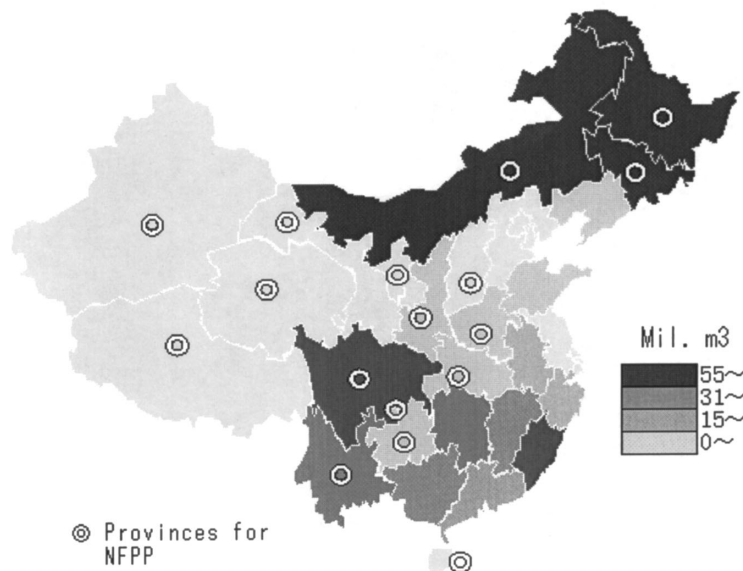 Mil. m3
55～
31～
15～
0～
Provinces for
NFPP